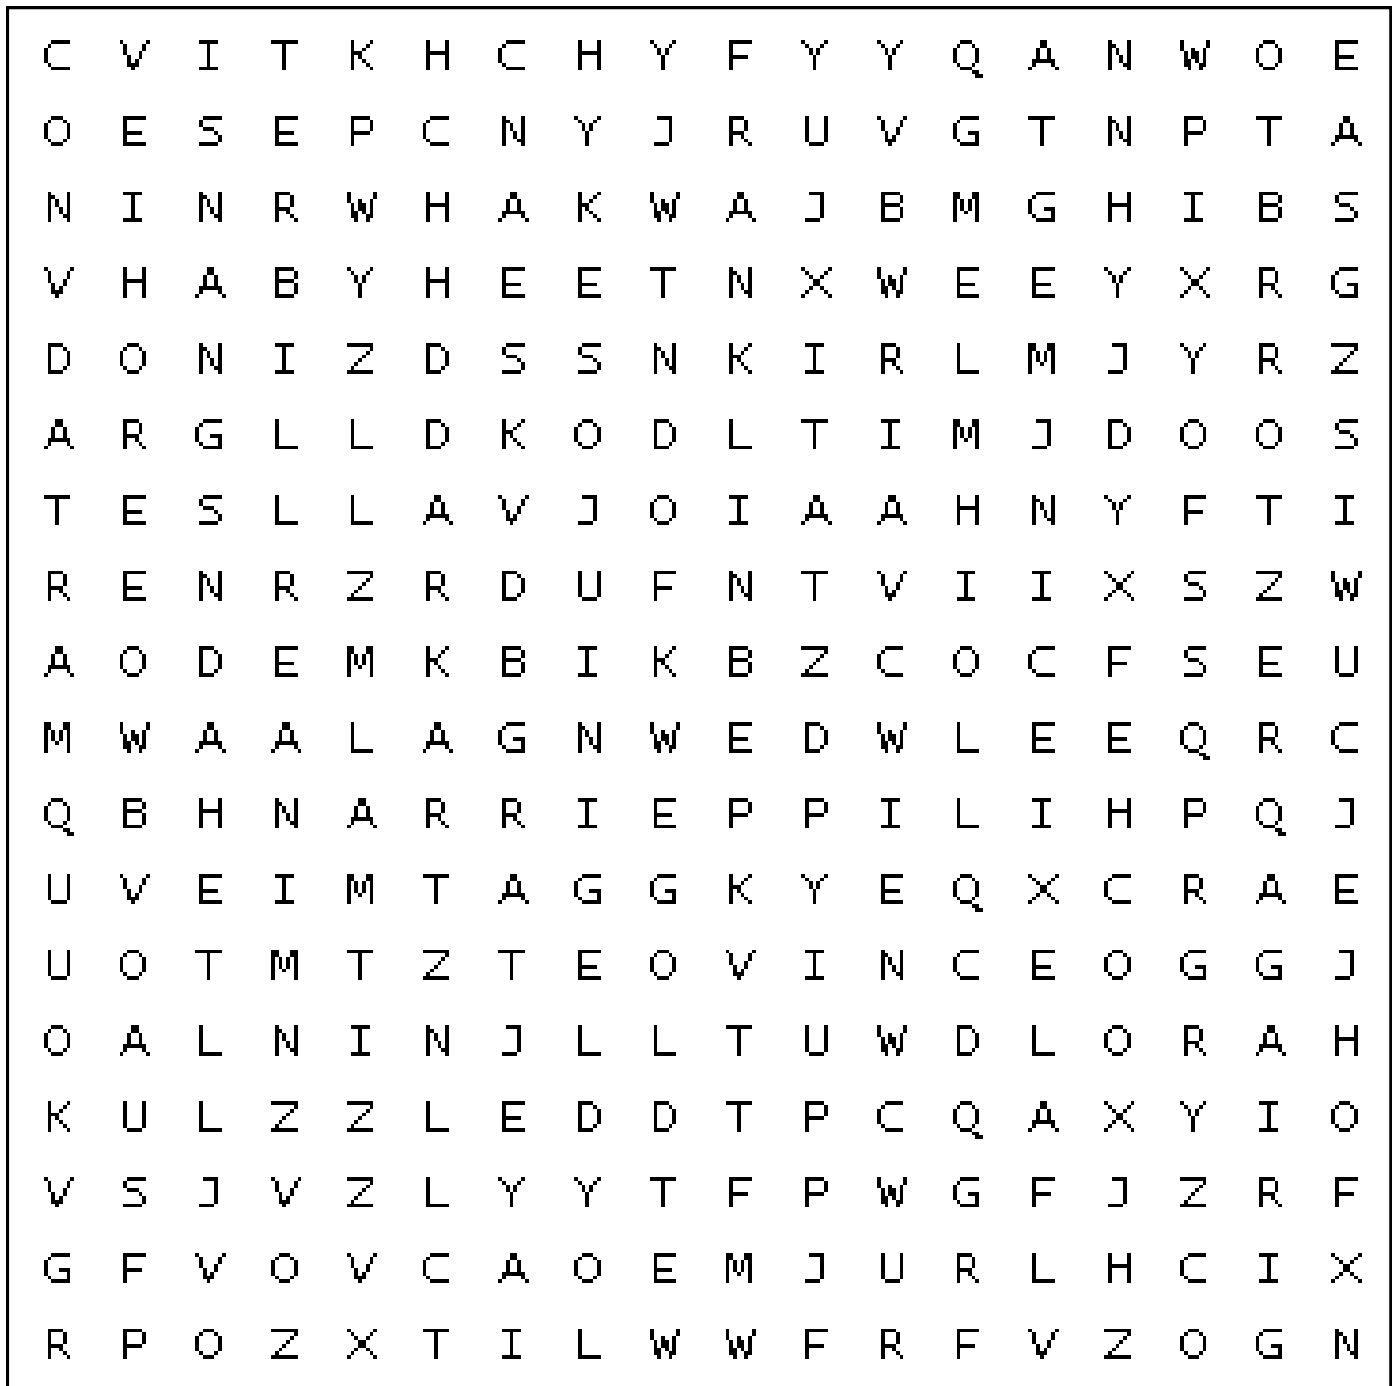 C V I T K H C H Y F Y Y Q A N W O E
O E S E P C N Y J R U V G T N P T A
N I N R W H A K W A J B M G H I B S
V H A B Y H E E T N X W E E Y X R G
D O N I Z D S S N K I R L M J Y R Z
A R G L L D K O D L T I M J D O O S
T E S L L A V J O I A A H N Y F T I
R E N R Z R D U F N T V I I X S Z W
A O D E M K B I K B Z C O C F S E U
M W A A L A G N W E D W L E E Q R C
Q B H N A R R I E P P I L I H P Q J
U V E I M T A G G K Y E Q X C R A E
U O T M T Z T E O V I N C E O G G J
O A L N I N J L L T U W D L O R A H
K U L Z Z L E D D T P C Q A X Y I O
V S J V Z L Y Y T F P W G F J Z R F
G F V O V C A O E M J U R L H C I X
R P O Z X T I L W W F R F V Z O G N